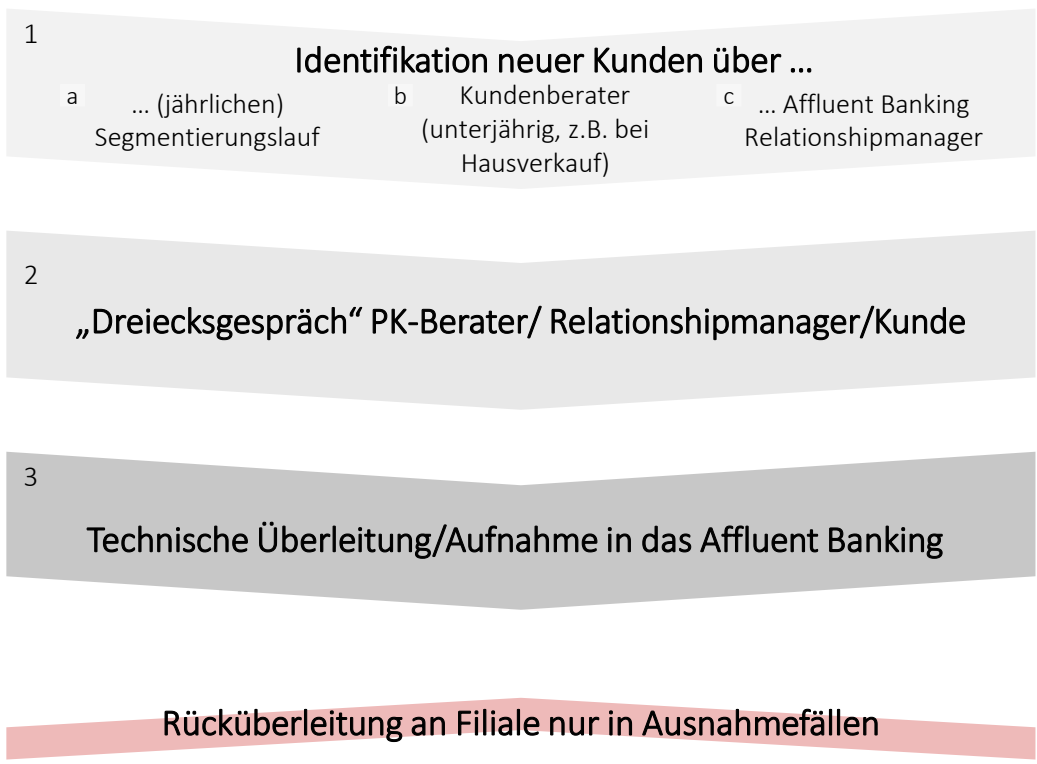 1
Identifikation neuer Kunden über …
a
… (jährlichen)
Segmentierungslauf
b
Kundenberater
(unterjährig, z.B. bei
Hausverkauf)
c
… Affluent Banking
Relationshipmanager
2
„Dreiecksgespräch“ PK-Berater/ Relationshipmanager/Kunde
3
Technische Überleitung/Aufnahme in das Affluent Banking
Rücküberleitung an Filiale nur in Ausnahmefällen